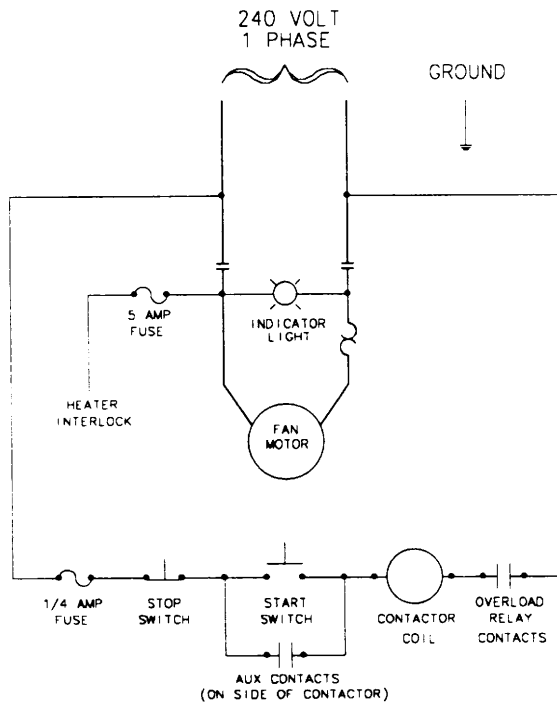 240 VOLT
1 PHASE
GROUND
5 AMP
FUSE
INDICATOR
LIGHT
HEATER
INTERLOCK
FAN
MOTOR
1/4 AMP
FUSE
STOP
SWITCH
START
SWITCH
CONTACTOR
COIL
OVERLOAD
RELAY
CONTACTS
AUX CONTACTS
(ON SIDE OF CONTACTOR)